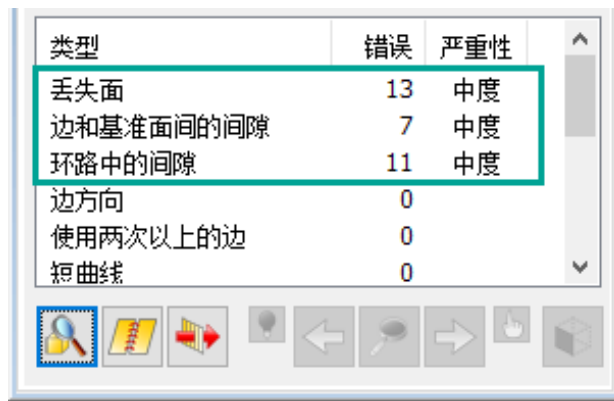 类型 错误 严重性
丢失面 13 中度
边和基准面间的间隙 7 中度
环路中的间隙 11 中度
边方向 0
使用两次以上的边 0
短曲线 0